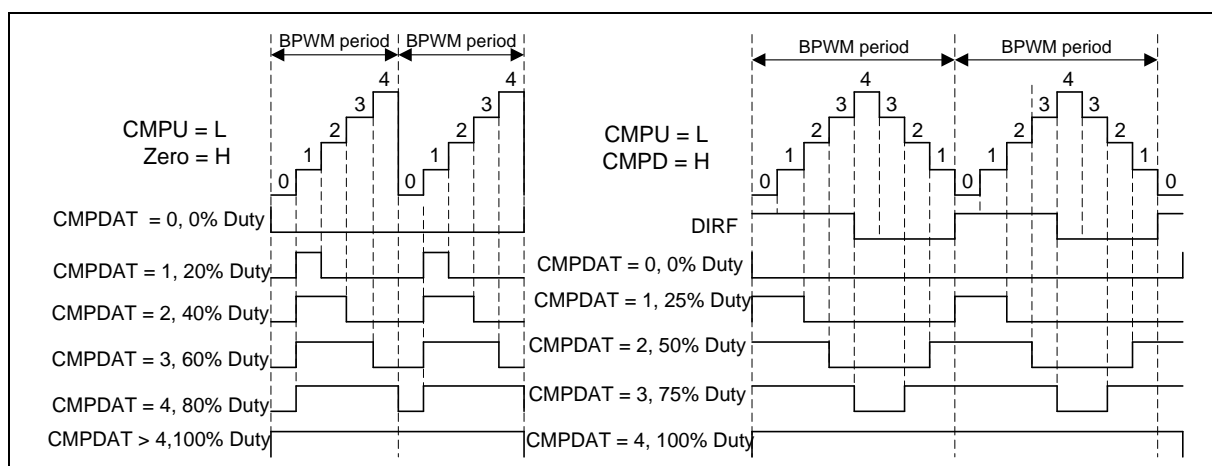 BPWM period BPWM period
4 4
3 3
CMPU = L
Zero = H
2 2
1 1
0 0
CMPDAT = 0, 0% Duty
CMPDAT = 1, 20% Duty
CMPDAT = 2, 40% Duty
CMPDAT = 3, 60% Duty
CMPDAT = 4, 80% Duty
CMPDAT > 4,100% Duty
BPWM period BPWM period
4 4
3 3 3 3
CMPU = L
CMPD = H
2 2 2 2
1 1 1 1
0 0 0
DIRF
CMPDAT = 0, 0% Duty
CMPDAT = 1, 25% Duty
CMPDAT = 2, 50% Duty
CMPDAT = 3, 75% Duty
CMPDAT = 4, 100% Duty